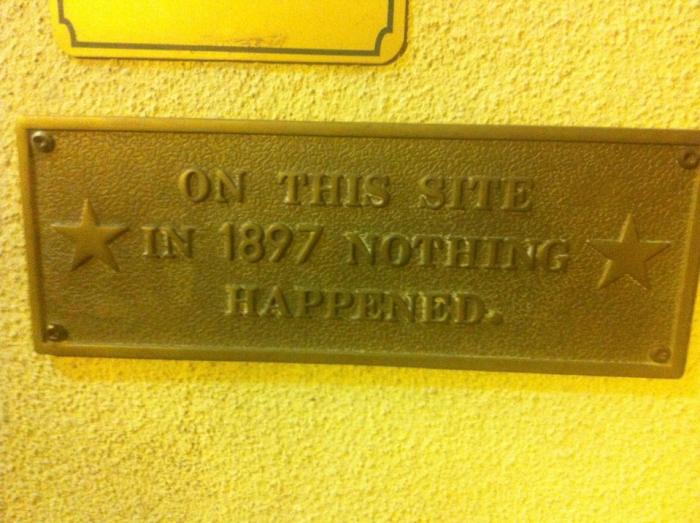 ON THIS SITE
IN 1897 NOTHING
HAPPENED.